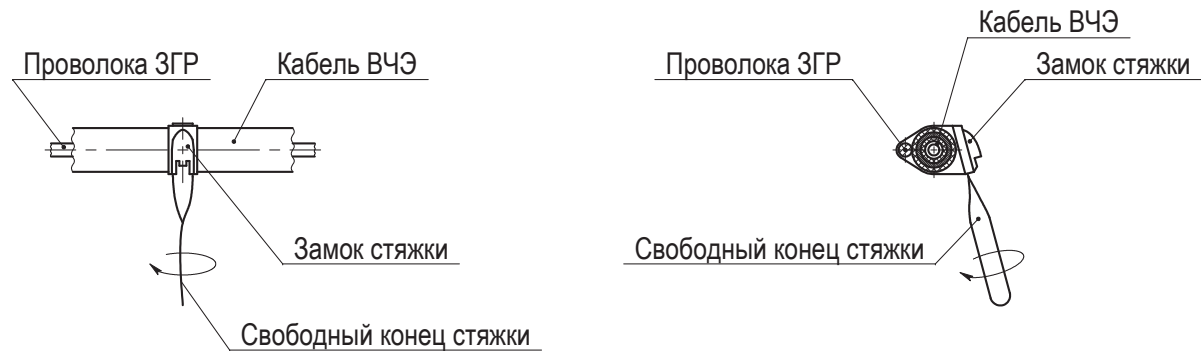 Кабель ВЧЭ
Проволока ЗГР
Кабель ВЧЭ
Проволока ЗГР
Замок стяжки
Замок стяжки
Свободный конец стяжки
Свободный конец стяжки